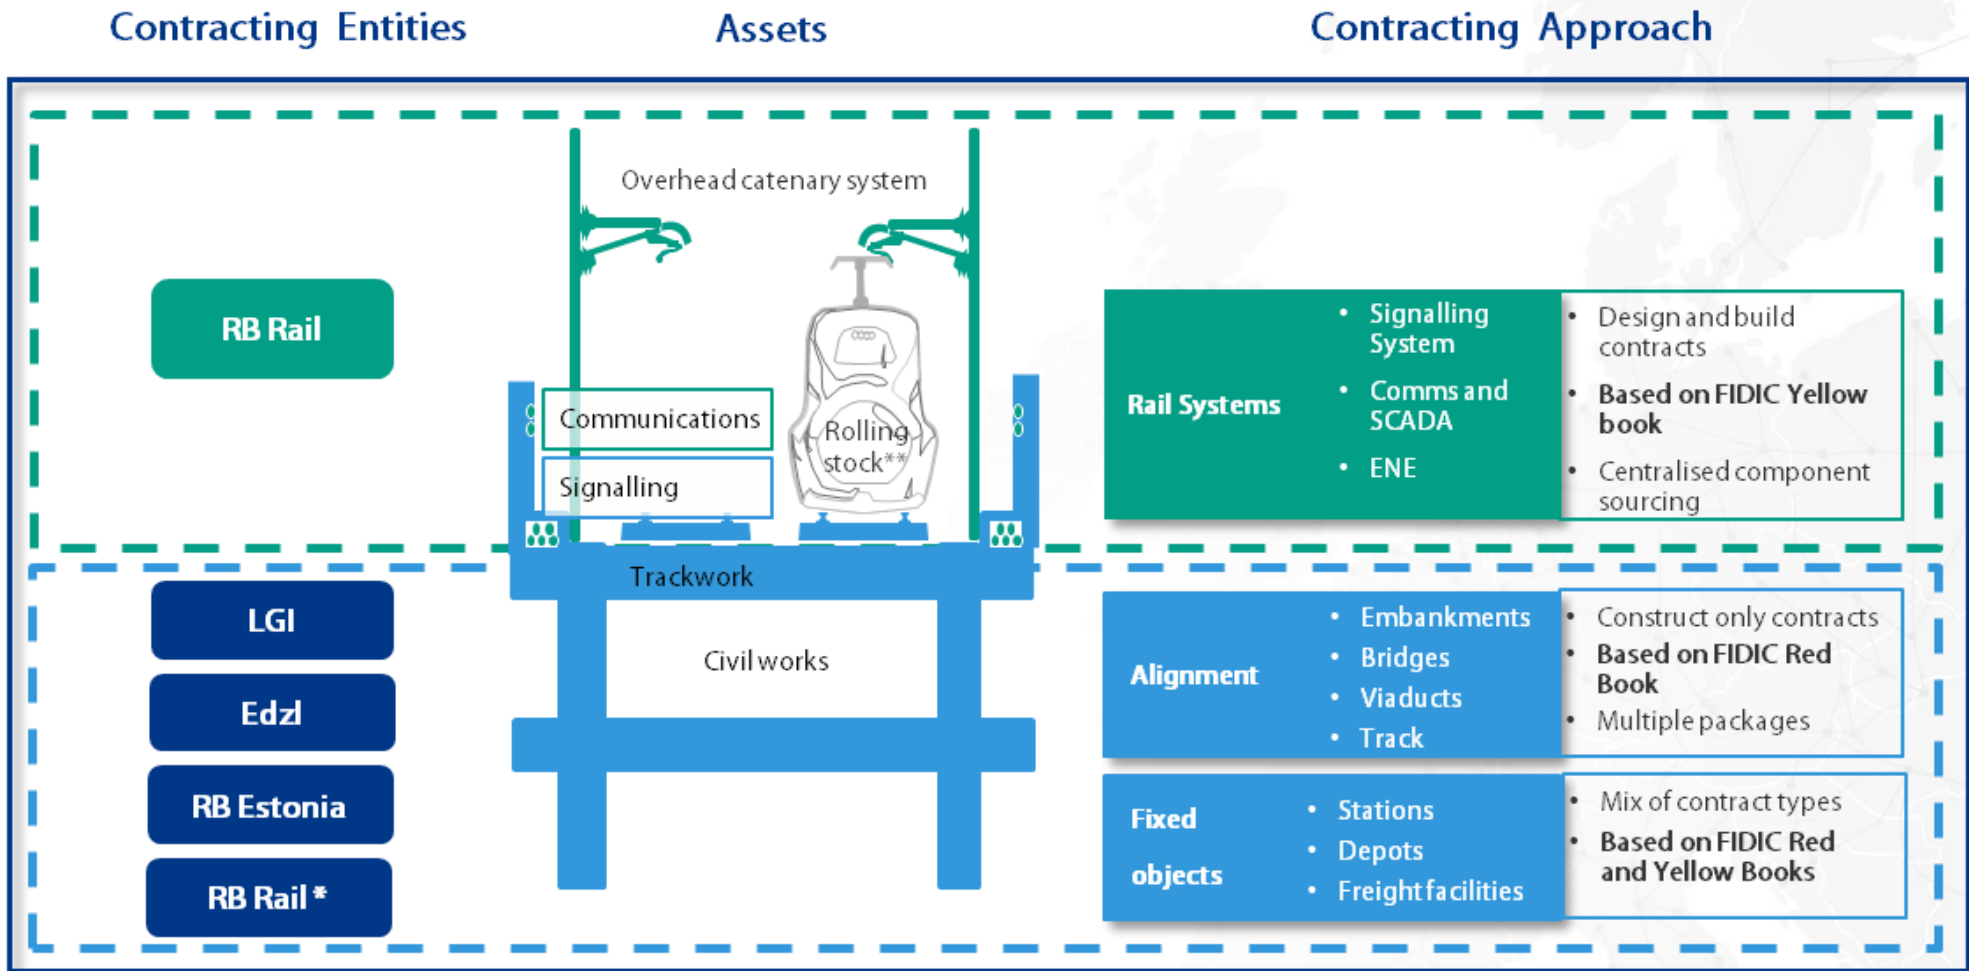 Contracting Entities
Assets
Contracting Approach
RB Rail
Overhead catenary system
Communications
Signalling
Rolling
stock**
Rail Systems
• Signalling
System
• Comms and
SCADA
• ENE
• Design and build
contracts
• Based on FIDIC Yellow
book
• Centralised component
sourcing
LGI
Edzl
RB Estonia
RB Rail *
Trackwork
Civil works
Alignment
• Embankments
• Bridges
• Viaducts
• Track
• Construct only contracts
• Based on FIDIC Red
Book
• Multiple packages
Fixed
objects
• Stations
• Depots
• Freight facilities
• Mix of contract types
• Based on FIDIC Red
and Yellow Books